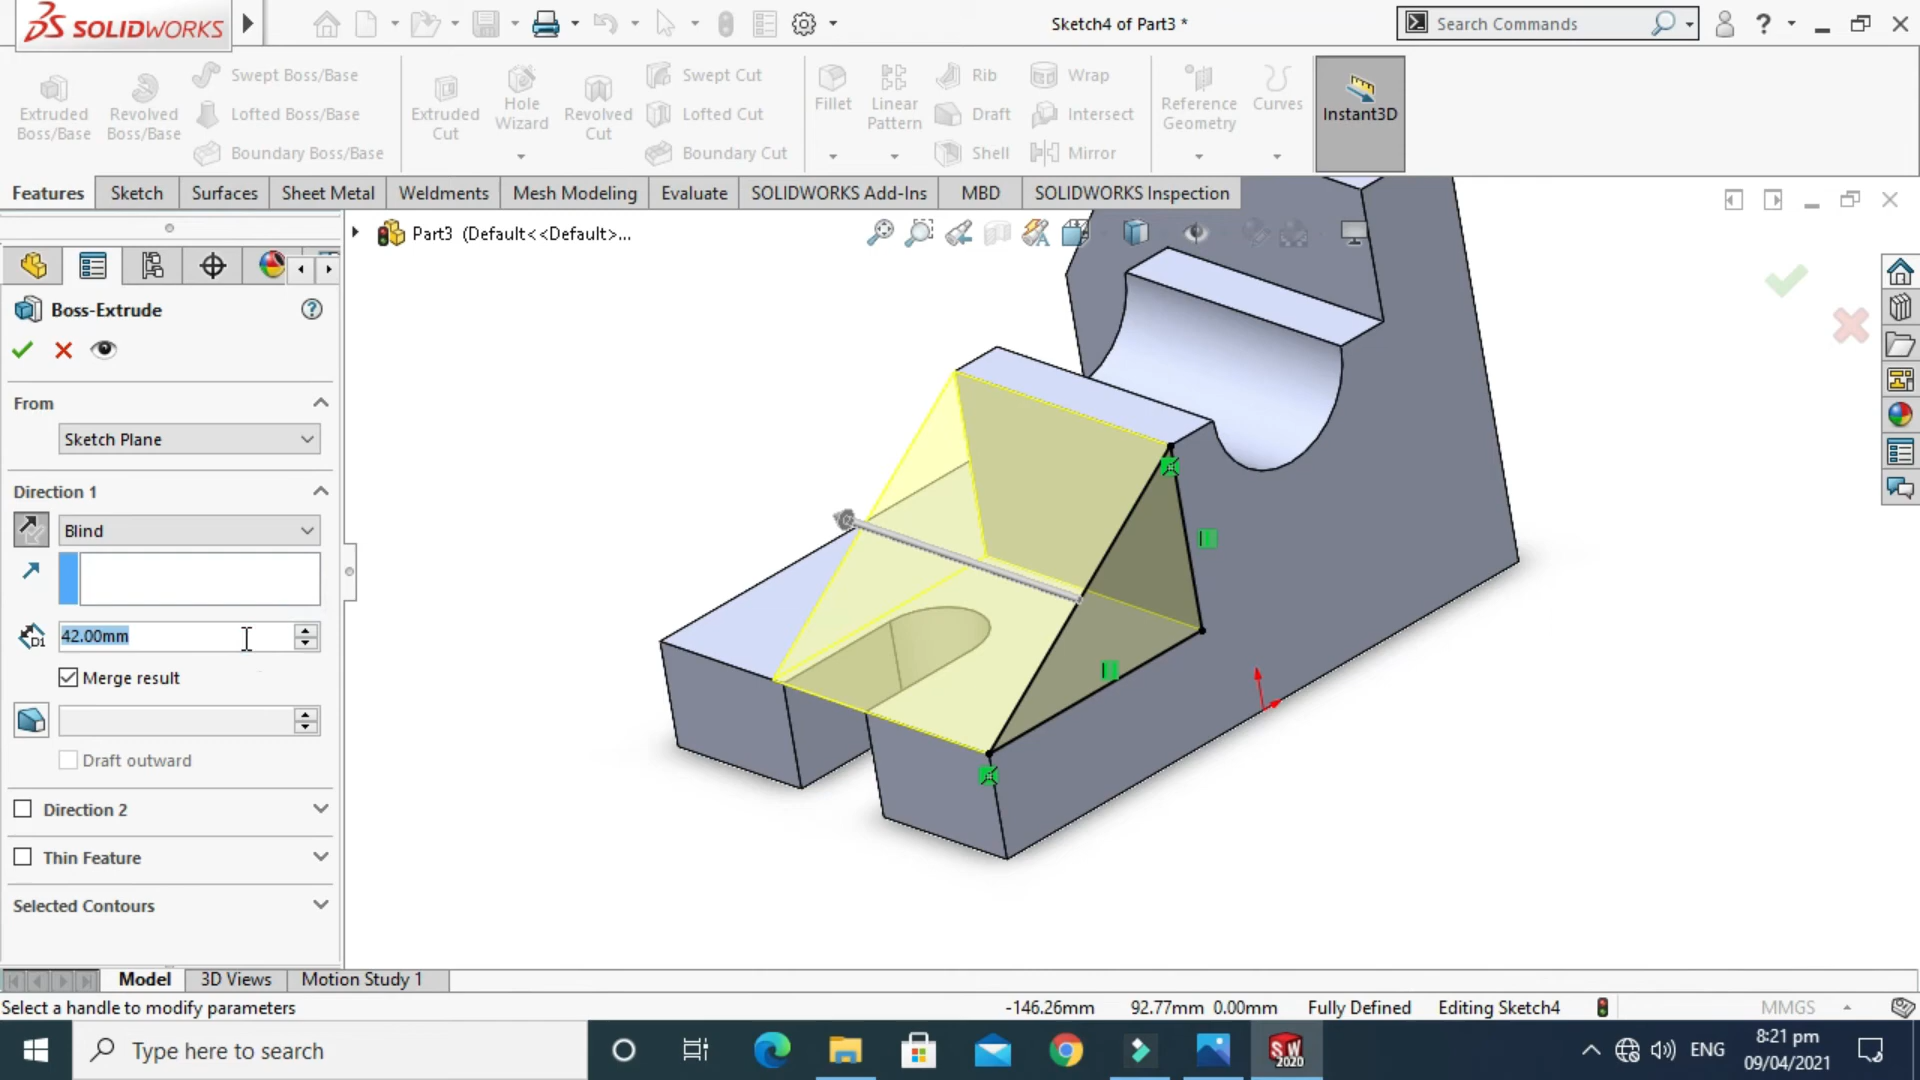 SOLIDWORKS
Sketch4 of Part3 *
Search Commands
?
Extruded Boss/Base
Revolved Boss/Base
Swept Boss/Base
Lofted Boss/Base
Boundary Boss/Base
Extruded Cut
Hole Wizard
Revolved Cut
Swept Cut
Lofted Cut
Boundary Cut
Fillet
Linear Pattern
Rib
Draft
Shell
Wrap
Intersect
Mirror
Reference Geometry
Curves
Instant3D
Features
Sketch
Surfaces
Sheet Metal
Weldments
Mesh Modeling
Evaluate
SOLIDWORKS Add-Ins
MBD
SOLIDWORKS Inspection
Part3 (Default<<Default>...
Boss-Extrude
?
From
Sketch Plane
Direction 1
Blind
D1
42.00mm
Merge result
Draft outward
Direction 2
Thin Feature
Selected Contours
Model
3D Views
Motion Study 1
Select a handle to modify parameters
-146.26mm
92.77mm 0.00mm
Fully Defined
Editing Sketch4
MMGS
Type here to search
SW 2020
ENG
8:21 pm
09/04/2021